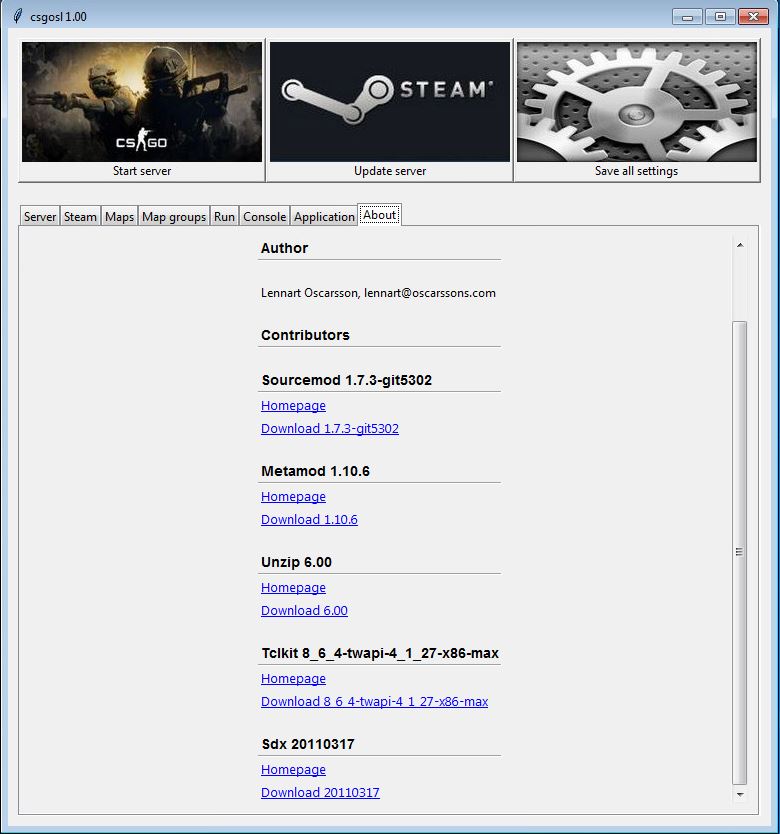 csgosl 1.00
CS GO
STEAM
Start server
Update server
Save all settings
Server Steam Maps Map groups Run Console Application About
Author
Lennart Oscarsson, lennart@oscarssons.com
Contributors
Sourcemod 1.7.3-git5302
Homepage
Download 1.7.3-git5302
Metamod 1.10.6
Homepage
Download 1.10.6
Unzip 6.00
Homepage
Download 6.00
Tclkit 8_6_4-twapi-4_1_27-x86-max
Homepage
Download 8_6_4-twapi-4_1_27-x86-max
Sdx 20110317
Homepage
Download 20110317